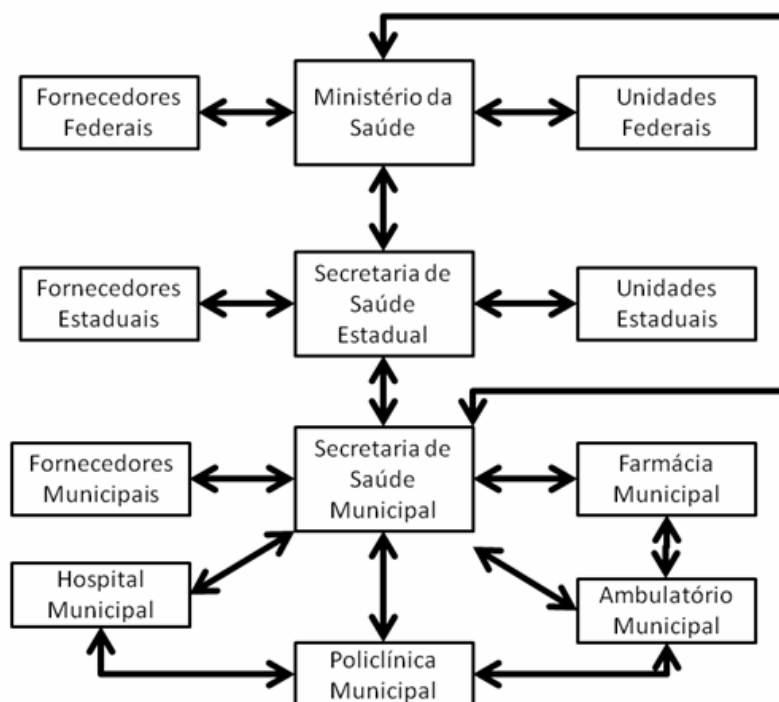 Fornecedores
Federais
Ministério da
Saúde
Unidades
Federais
Fornecedores
Estaduais
Secretaria de
Saúde
Estadual
Unidades
Estaduais
Fornecedores
Municipais
Secretaria de
Saúde
Municipal
Farmácia
Municipal
Hospital
Municipal
Ambulatório
Municipal
Policlínica
Municipal